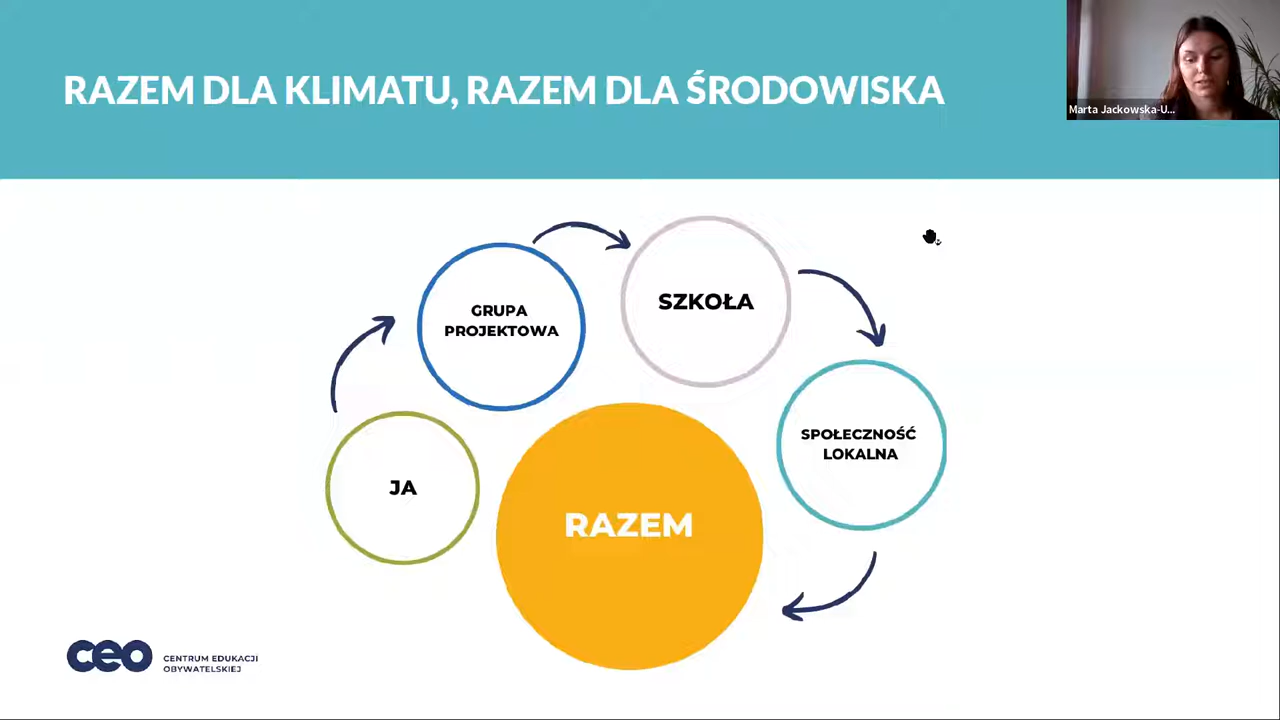 RAZEM DLA KLIMATU, RAZEM DLA ŚRODOWISKA
Marta Jackowska-U...
GRUPA
PROJEKTOWA
SZKOŁA
SPOŁECZNOŚĆ
LOKALNA
JA
RAZEM
ceo
CENTRUM EDUKACJI
OBYWATELSKIEJ